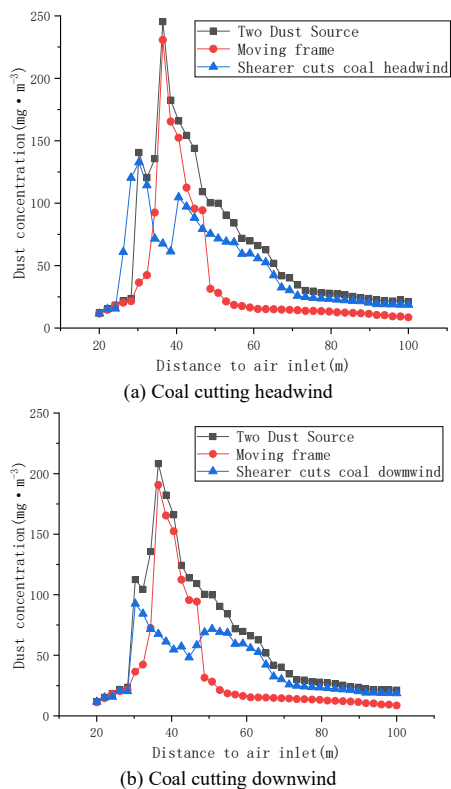 250
200
150
100
50
0
Dust concentration(mg·m⁻³)
Two Dust Source
Moving frame
Shearer cuts coal headwind
20 40 60 80 100
Distance to air inlet(m)
(a) Coal cutting headwind
250
200
150
100
50
0
Dust concentration(mg·m⁻³)
Two Dust Source
Moving frame
Shearer cuts coal dowmwind
20 40 60 80 100
Distance to air inlet(m)
(b) Coal cutting downwind